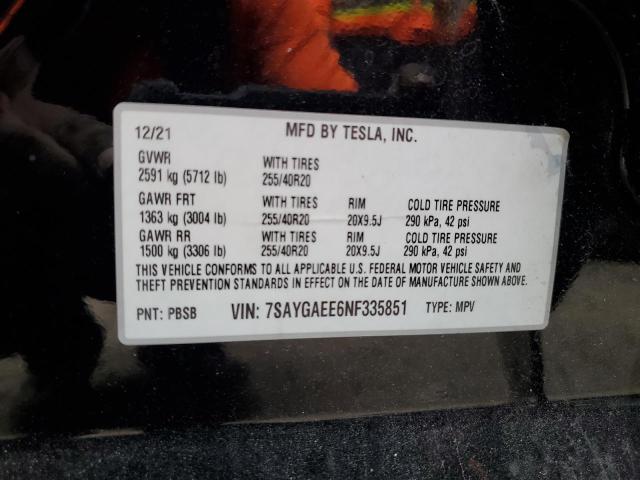 12/21 MFD BY TESLA, INC.
GVWR WITH TIRES
2591 kg (5712 lb) 255/40R20
GAWR FRT WITH TIRES RIM COLD TIRE PRESSURE
1363 kg (3004 lb) 255/40R20 20X9.5J 290 kPa, 42 psi
GAWR RR WITH TIRES RIM COLD TIRE PRESSURE
1500 kg (3306 lb) 255/40R20 20X9.5J 290 kPa, 42 psi
THIS VEHICLE CONFORMS TO ALL APPLICABLE U.S. FEDERAL MOTOR VEHICLE SAFETY AND
THEFT PREVENTION STANDARDS IN EFFECT ON THE DATE OF MANUFACTURE SHOWN ABOVE.
PNT: PBSB VIN: 7SAYGAEE6NF335851 TYPE: MPV